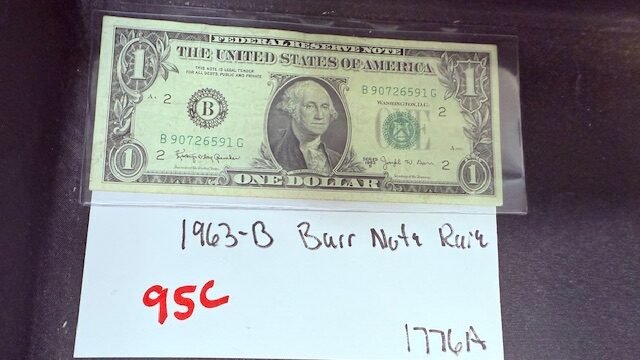 FEDERAL RESERVE NOTE
THE UNITED STATES OF AMERICA
THIS NOTE IS LEGAL TENDER
FOR ALL DEBTS, PUBLIC AND PRIVATE
B 90726591 G
WASHINGTON, D.C.
1
1
2
B
2
B 90726591 G
2
2
SERIES
1963
B
1
ONE DOLLAR
1
1963-B Barr Note Raie
95C
1776A